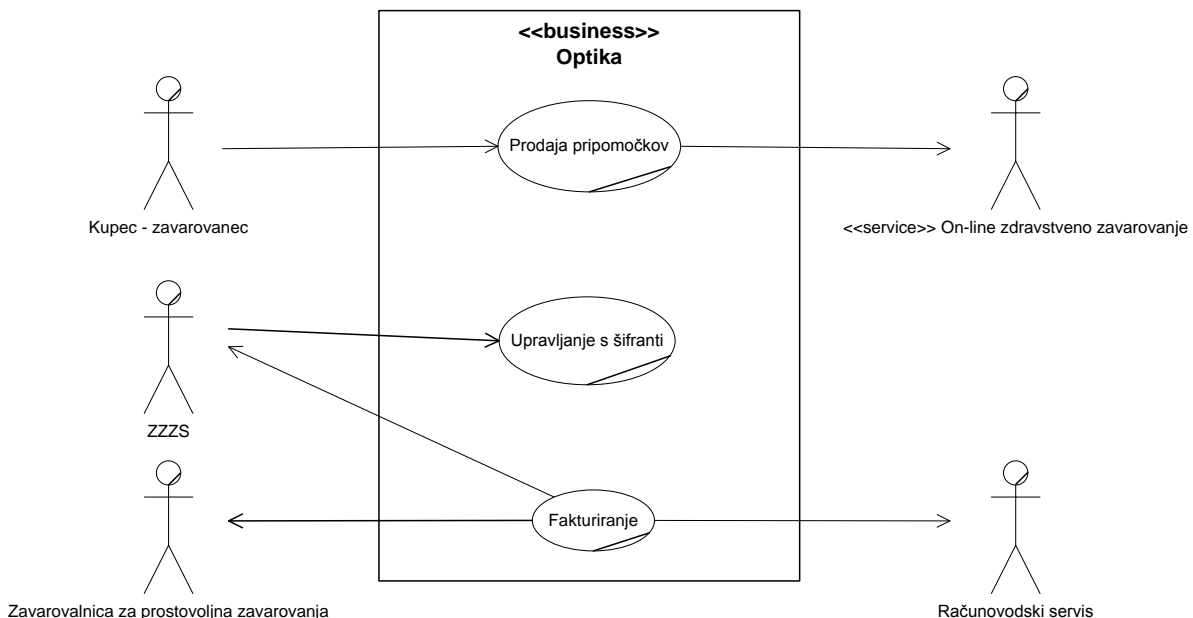 <<business>>
Optika
Prodaja pripomočkov
Kupec - zavarovanec
<<service>> On-line zdravstveno zavarovanje
Upravljanje s šifranti
ZZZS
Fakturiranje
Zavarovalnica za prostovoljna zavarovanja
Računovodski servis